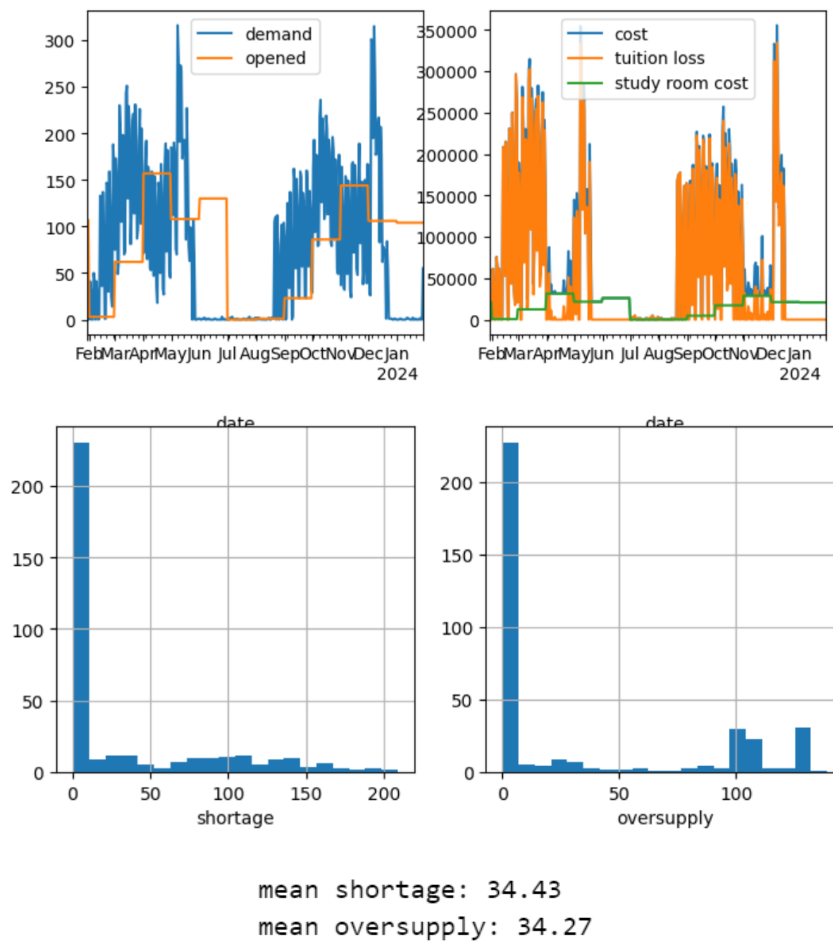 demand
opened
300
250
200
150
100
50
0
Feb Mar Apr May Jun Jul Aug Sep Oct Nov Dec Jan
2024
date
cost
tuition loss
study room cost
350000
300000
250000
200000
150000
100000
50000
0
Feb Mar Apr May Jun Jul Aug Sep Oct Nov Dec Jan
2024
date
200
150
100
50
0
0 50 100 150 200
shortage
200
150
100
50
0
0 50 100
oversupply
mean shortage: 34.43
mean oversupply: 34.27